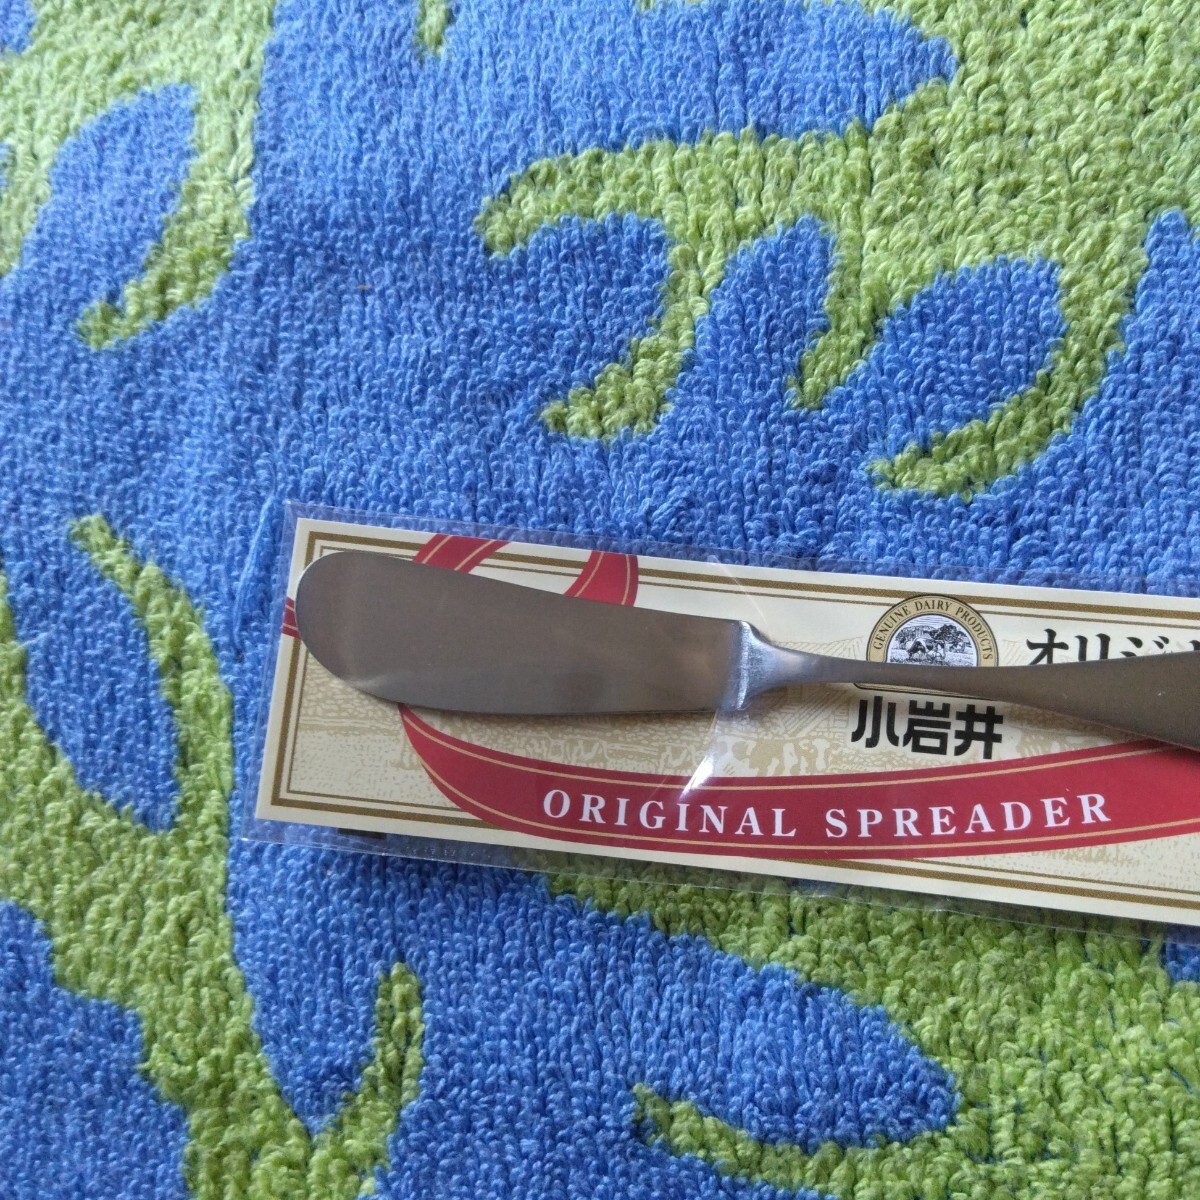 GENUINE DAIRY PRODUCTS
オリジ
小岩井
ORIGINAL SPREADER